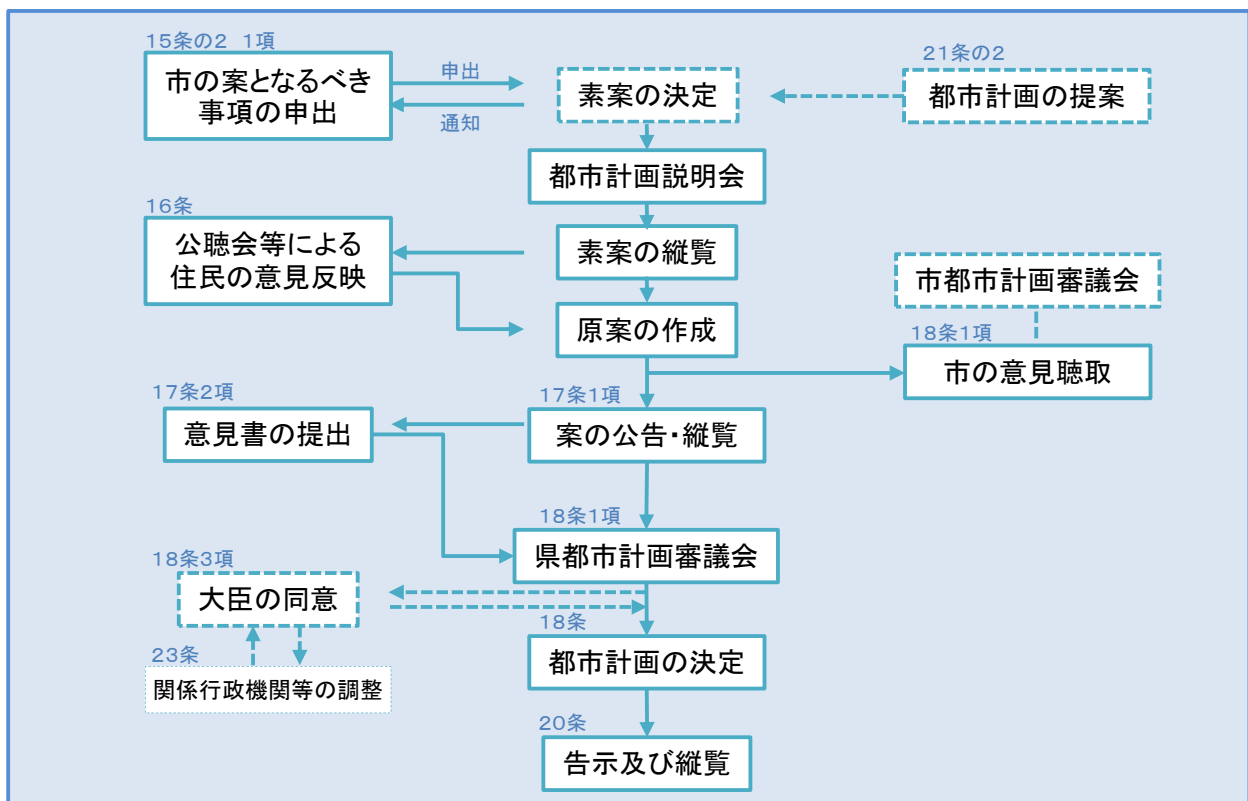 15条の2 1項
市の案となるべき
事項の申出
申出
通知
素案の決定
21条の2
都市計画の提案
都市計画説明会
16条
公聴会等による
住民の意見反映
素案の縦覧
市都市計画審議会
原案の作成
18条1項
市の意見聴取
17条2項
意見書の提出
17条1項
案の公告・縦覧
18条1項
県都市計画審議会
18条3項
大臣の同意
18条
都市計画の決定
23条
関係行政機関等の調整
20条
告示及び縦覧